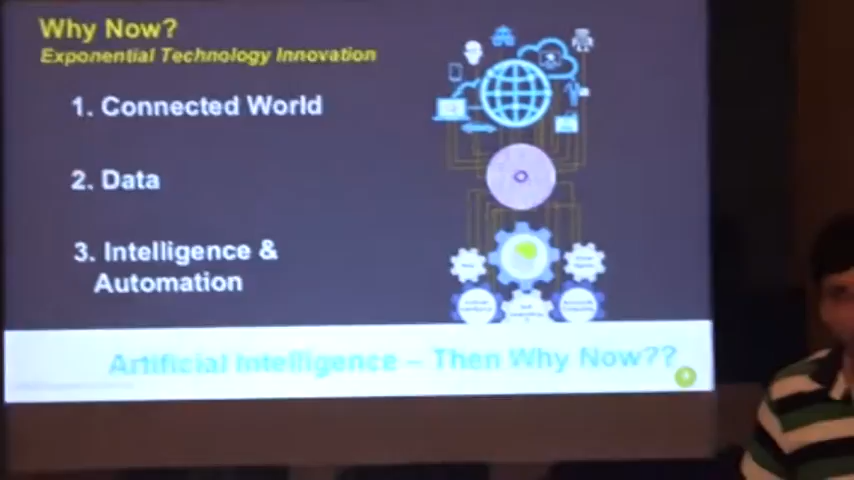 Why Now?
Exponential Technology Innovation
1. Connected World
2. Data
3. Intelligence &
Automation
Artificial Intelligence – Then Why Now??